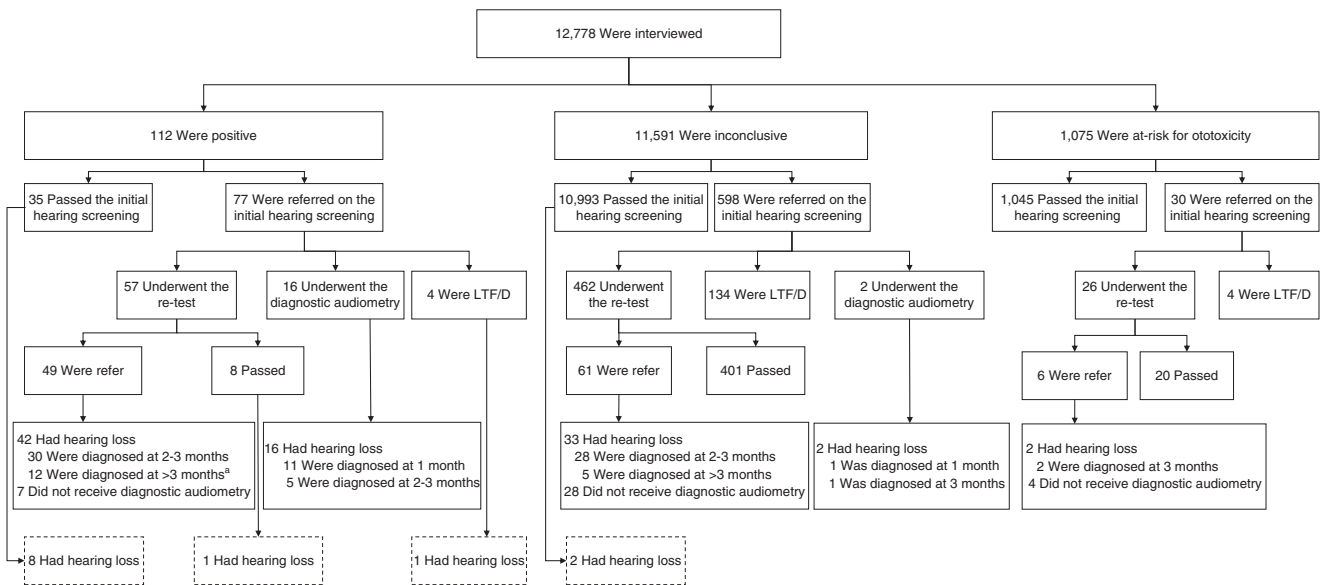 12,778 Were interviewed
112 Were positive
11,591 Were inconclusive
1,075 Were at-risk for ototoxicity
35 Passed the initial
hearing screening
77 Were referred on the
initial hearing screening
10,993 Passed the initial
hearing screening
598 Were referred on the
initial hearing screening
1,045 Passed the initial
hearing screening
30 Were referred on the
initial hearing screening
57 Underwent the
re-test
16 Underwent the
diagnostic audiometry
4 Were LTF/D
462 Underwent
the re-test
134 Were LTF/D
2 Underwent the
diagnostic audiometry
26 Underwent the
re-test
4 Were LTF/D
49 Were refer
8 Passed
61 Were refer
401 Passed
6 Were refer
20 Passed
42 Had hearing loss
30 Were diagnosed at 2-3 months
12 Were diagnosed at >3 monthsᵃ
7 Did not receive diagnostic audiometry
16 Had hearing loss
11 Were diagnosed at 1 month
5 Were diagnosed at 2-3 months
33 Had hearing loss
28 Were diagnosed at 2-3 months
5 Were diagnosed at >3 months
28 Did not receive diagnostic audiometry
2 Had hearing loss
1 Was diagnosed at 1 month
1 Was diagnosed at 3 months
2 Had hearing loss
2 Were diagnosed at 3 months
4 Did not receive diagnostic audiometry
8 Had hearing loss
1 Had hearing loss
1 Had hearing loss
2 Had hearing loss